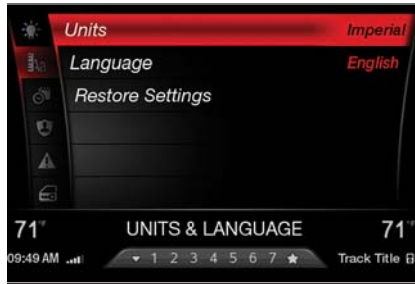 Units Imperial
Language English
Restore Settings
71°F UNITS & LANGUAGE 71°F
09:49 AM 1 2 3 4 5 6 7 Track Title